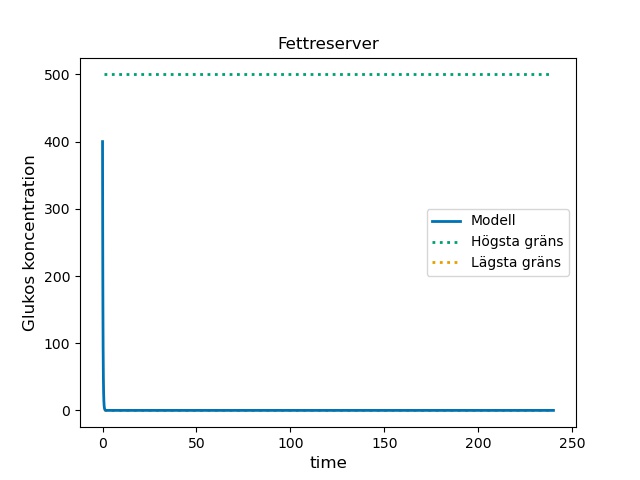 Fettreserver
Glukos koncentration
500
400
300
200
100
0
Modell
Högsta gräns
Lägsta gräns
0 50 100 150 200 250
time